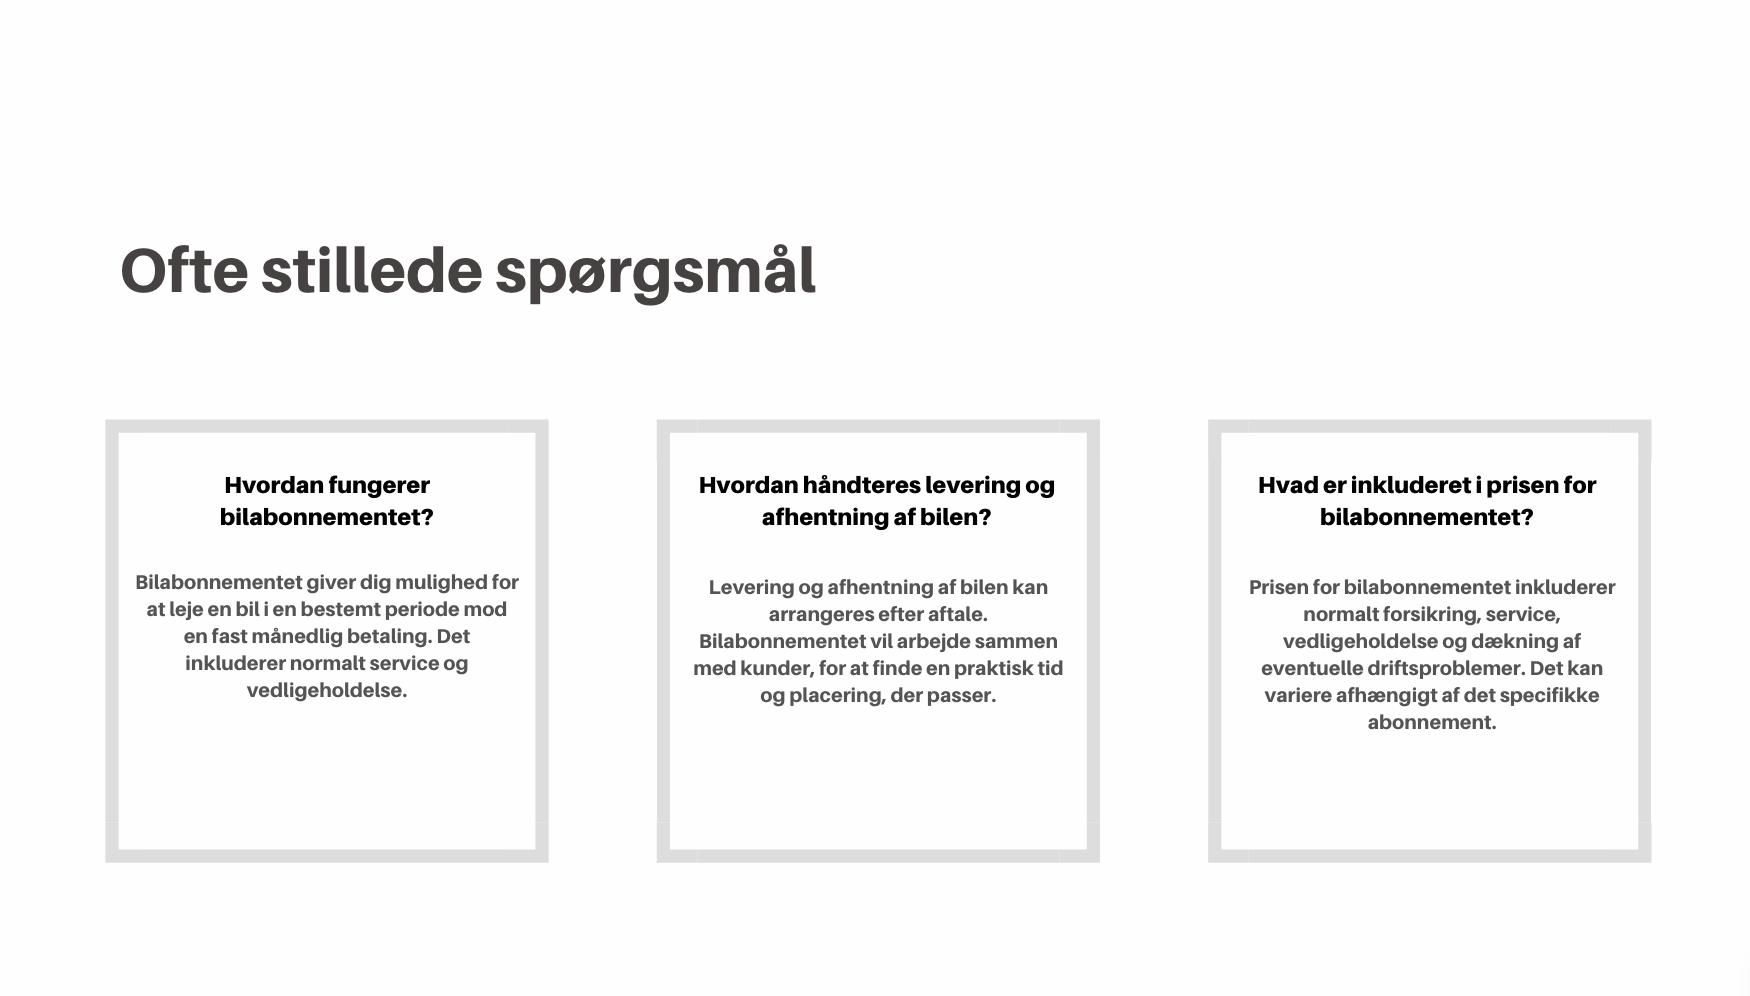 Ofte stillede spørgsmål
Hvordan fungerer
bilabonnementet?
Bilabonnementet giver dig mulighed for
at leje en bil i en bestemt periode mod
en fast månedlig betaling. Det
inkluderer normalt service og
vedligeholdelse.
Hvordan håndteres levering og
afhentning af bilen?
Levering og afhentning af bilen kan
arrangeres efter aftale.
Bilabonnementet vil arbejde sammen
med kunder, for at finde en praktisk tid
og placering, der passer.
Hvad er inkluderet i prisen for
bilabonnementet?
Prisen for bilabonnementet inkluderer
normalt forsikring, service,
vedligeholdelse og dækning af
eventuelle driftsproblemer. Det kan
variere afhængigt af det specifikke
abonnement.